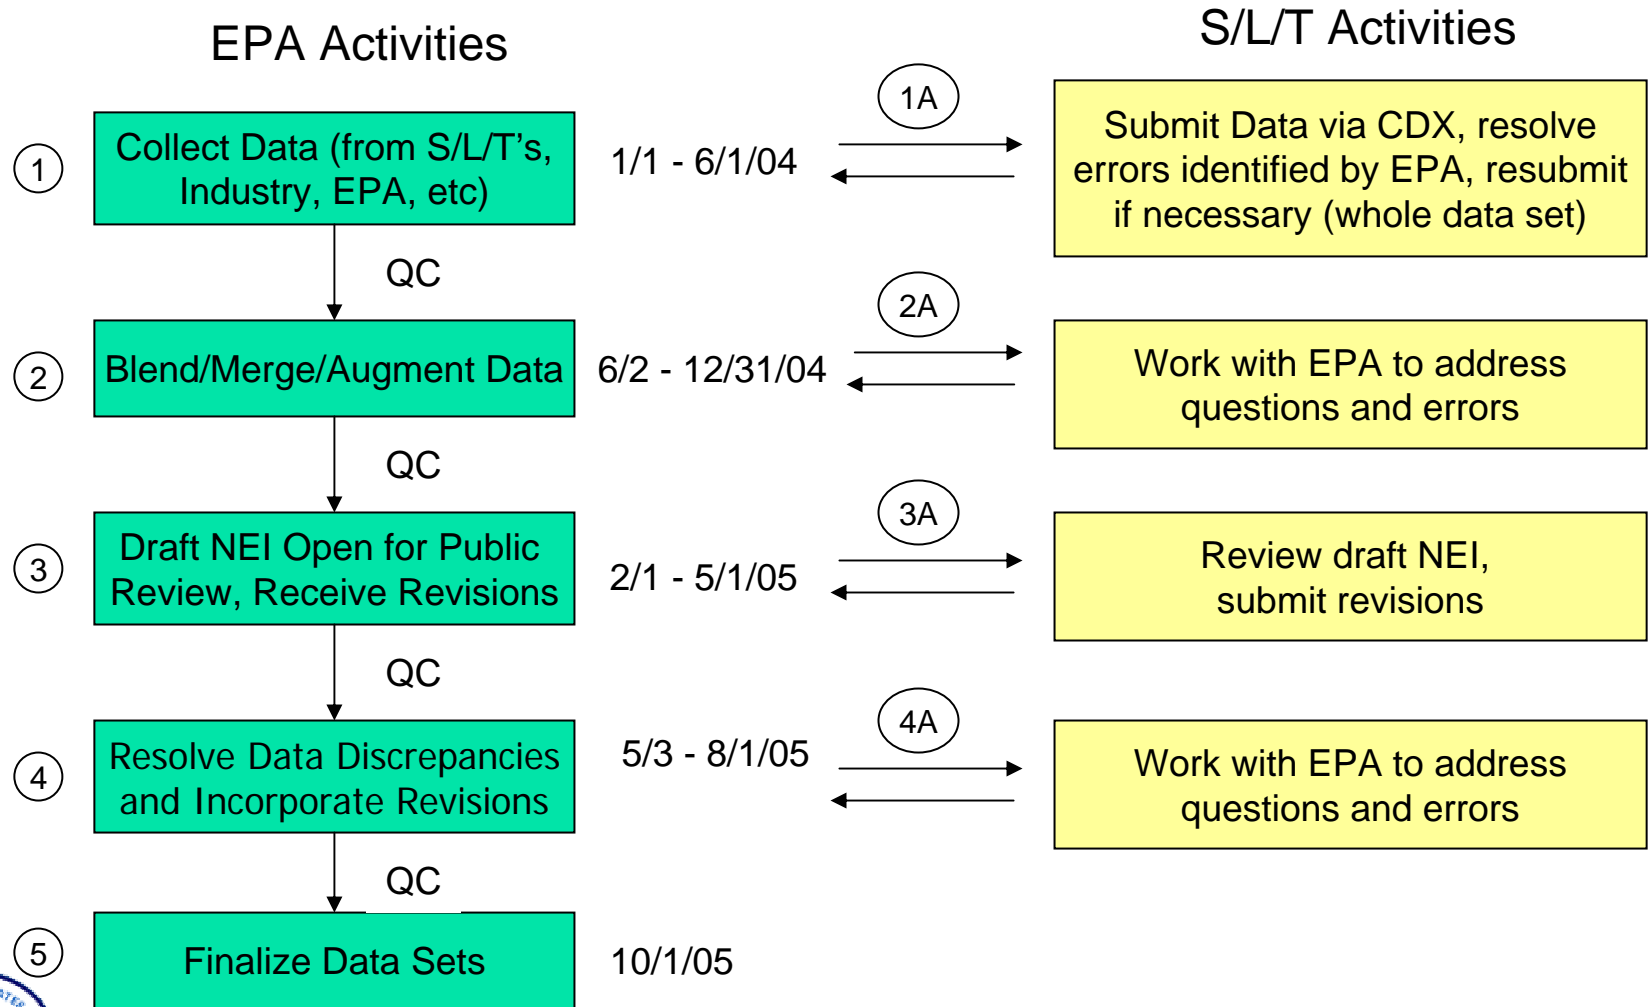 EPA Activities
S/L/T Activities
1
Collect Data (from S/L/T's,
Industry, EPA, etc)
1/1 - 6/1/04
1A
Submit Data via CDX, resolve
errors identified by EPA, resubmit
if necessary (whole data set)
QC
2
Blend/Merge/Augment Data
6/2 - 12/31/04
2A
Work with EPA to address
questions and errors
QC
3
Draft NEI Open for Public
Review, Receive Revisions
2/1 - 5/1/05
3A
Review draft NEI,
submit revisions
QC
4
Resolve Data Discrepancies
and Incorporate Revisions
5/3 - 8/1/05
4A
Work with EPA to address
questions and errors
QC
5
Finalize Data Sets
10/1/05